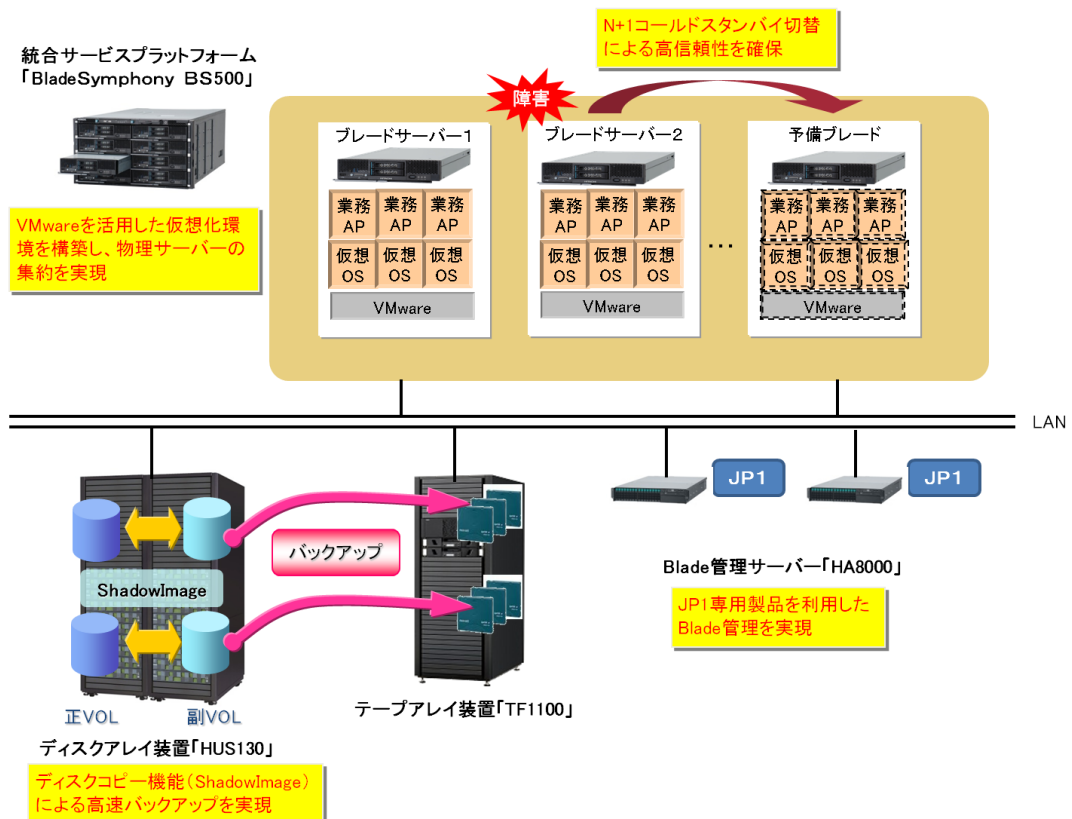 統合サービスプラットフォーム
「BladeSymphony BS500」
VMwareを活用した仮想化環
境を構築し、物理サーバーの
集約を実現
N+1コールドスタンバイ切替
による高信頼性を確保
障害
ブレードサーバー1
業務 業務 業務
AP AP AP
仮想 仮想 仮想
OS OS OS
VMware
ブレードサーバー2
業務 業務 業務
AP AP AP
仮想 仮想 仮想
OS OS OS
VMware
…
予備ブレード
業務 業務 業務
AP AP AP
仮想 仮想 仮想
OS OS OS
VMware
LAN
ShadowImage
正VOL 副VOL
ディスクアレイ装置「HUS130」
ディスクコピー機能(ShadowImage)
による高速バックアップを実現
バックアップ
テープアレイ装置「TF1100」
JP1 JP1
Blade管理サーバー「HA8000」
JP1専用製品を利用した
Blade管理を実現